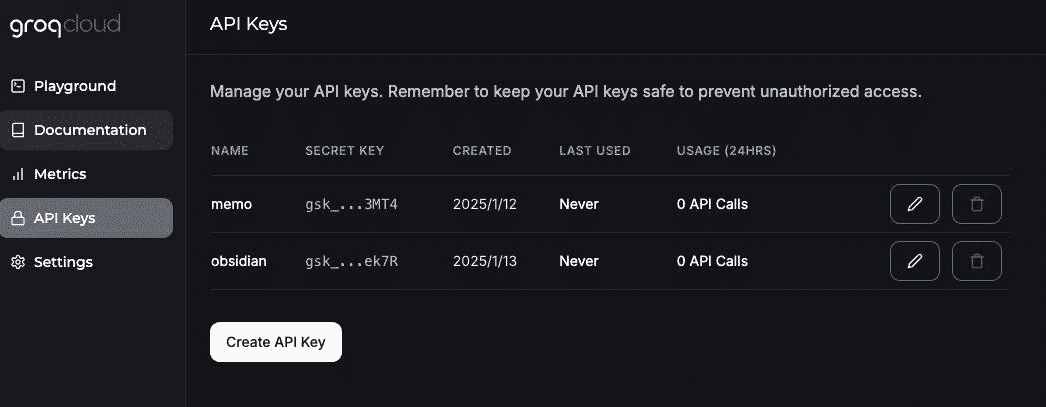 groqcloud
Playground
Documentation
Metrics
API Keys
Settings
API Keys
Manage your API keys. Remember to keep your API keys safe to prevent unauthorized access.
NAME SECRET KEY CREATED LAST USED USAGE (24HRS)
memo gsk_...3MT4 2025/1/12 Never 0 API Calls
obsidian gsk_...ek7R 2025/1/13 Never 0 API Calls
Create API Key